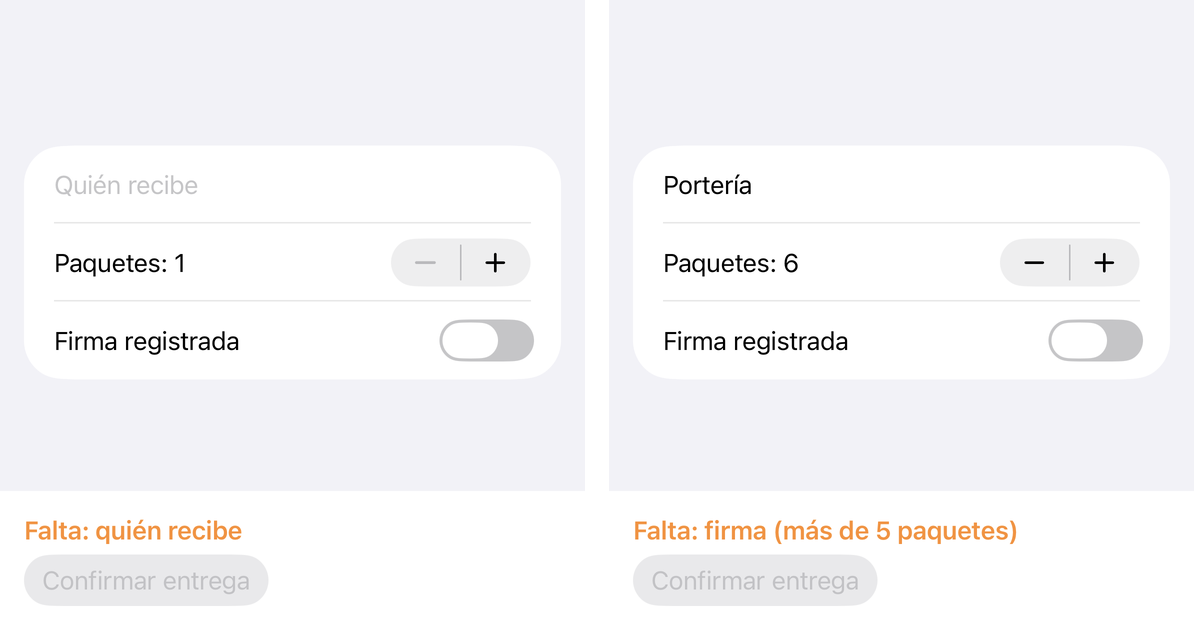 Quién recibe
Paquetes: 1
Firma registrada
Falta: quién recibe
Confirmar entrega
Portería
Paquetes: 6
Firma registrada
Falta: firma (más de 5 paquetes)
Confirmar entrega